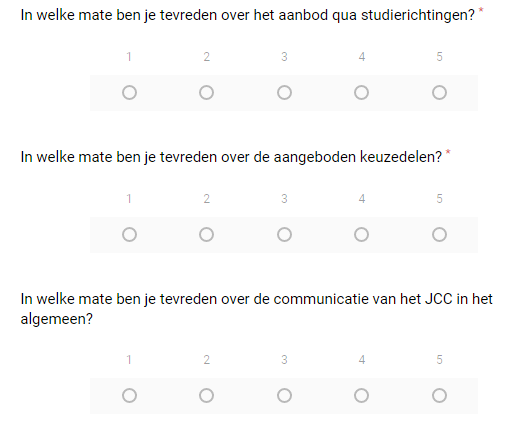 In welke mate ben je tevreden over het aanbod qua studierichtingen? *
1 2 3 4 5
In welke mate ben je tevreden over de aangeboden keuzedelen? *
1 2 3 4 5
In welke mate ben je tevreden over de communicatie van het JCC in het
algemeen?
1 2 3 4 5